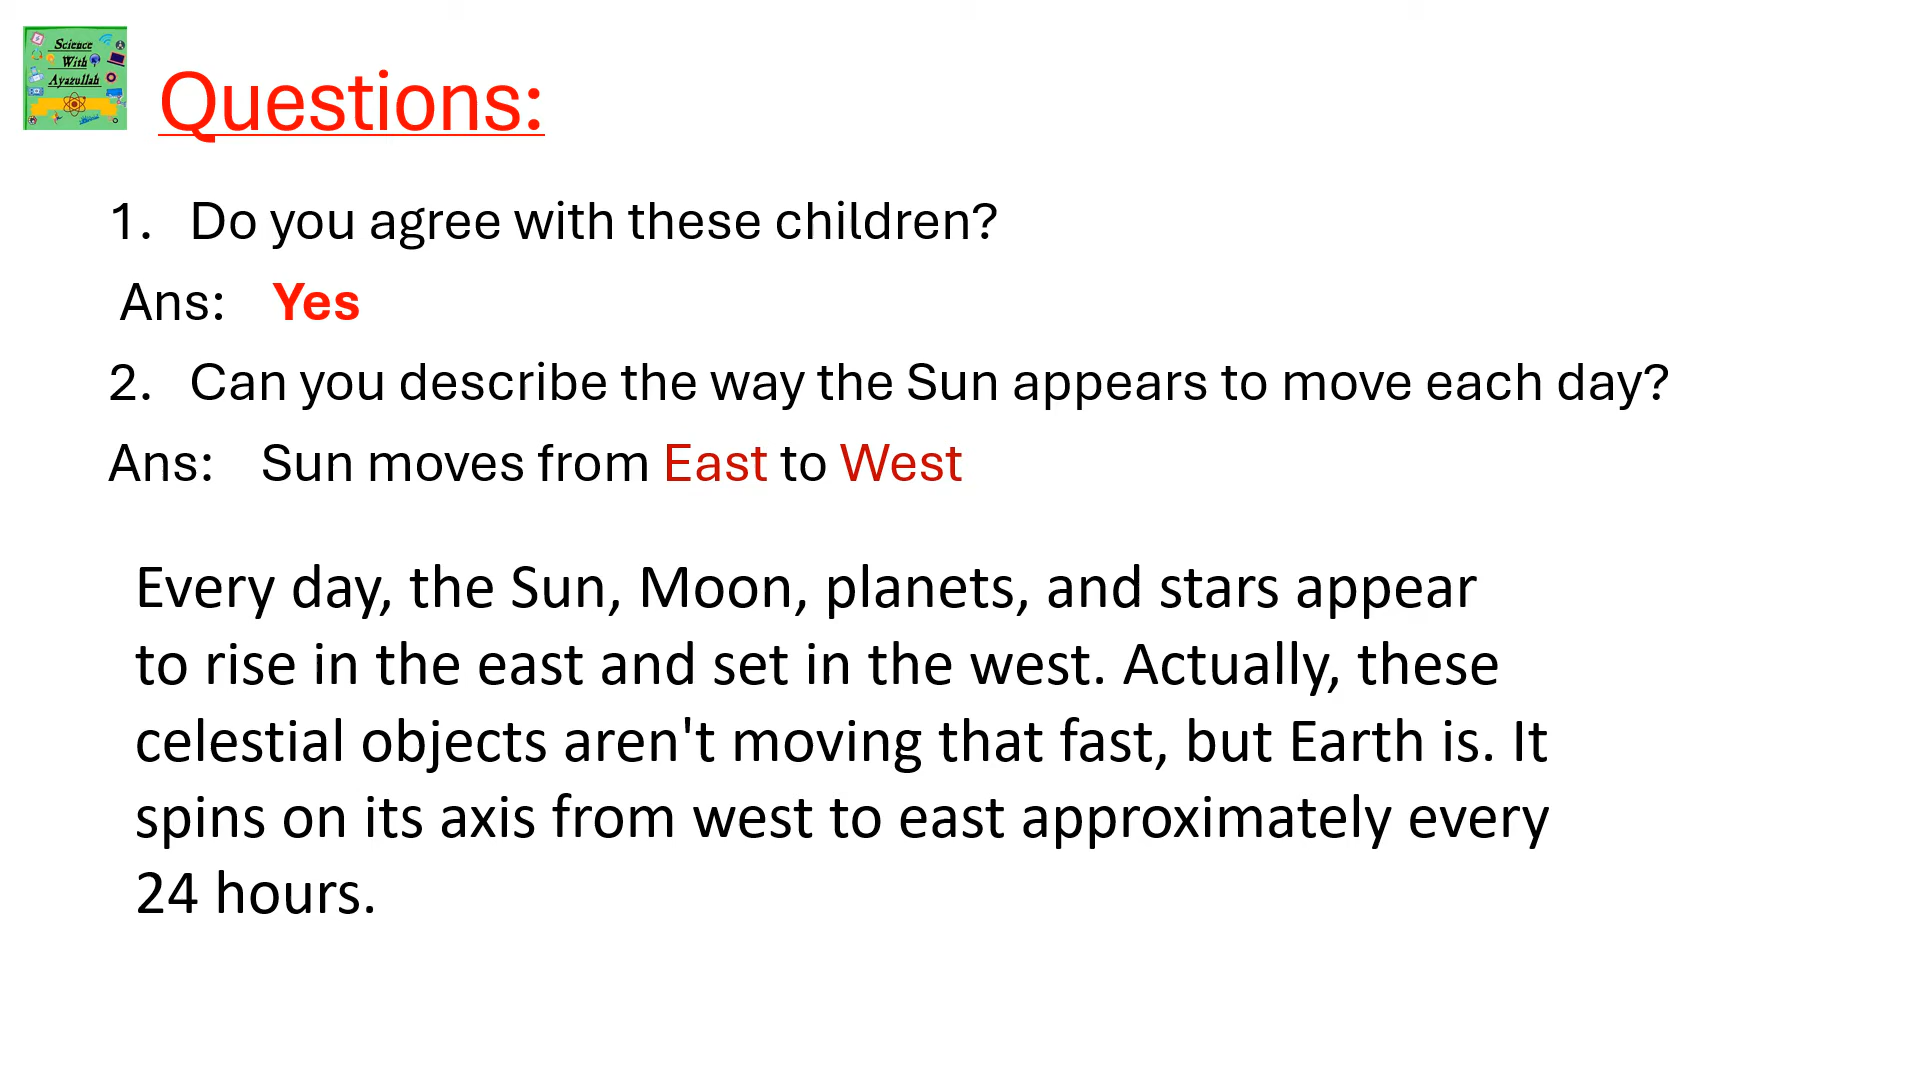 Science
With
Ayazullah
Questions:
1. Do you agree with these children?
Ans: Yes
2. Can you describe the way the Sun appears to move each day?
Ans: Sun moves from East to West
Every day, the Sun, Moon, planets, and stars appear
to rise in the east and set in the west. Actually, these
celestial objects aren't moving that fast, but Earth is. It
spins on its axis from west to east approximately every
24 hours.